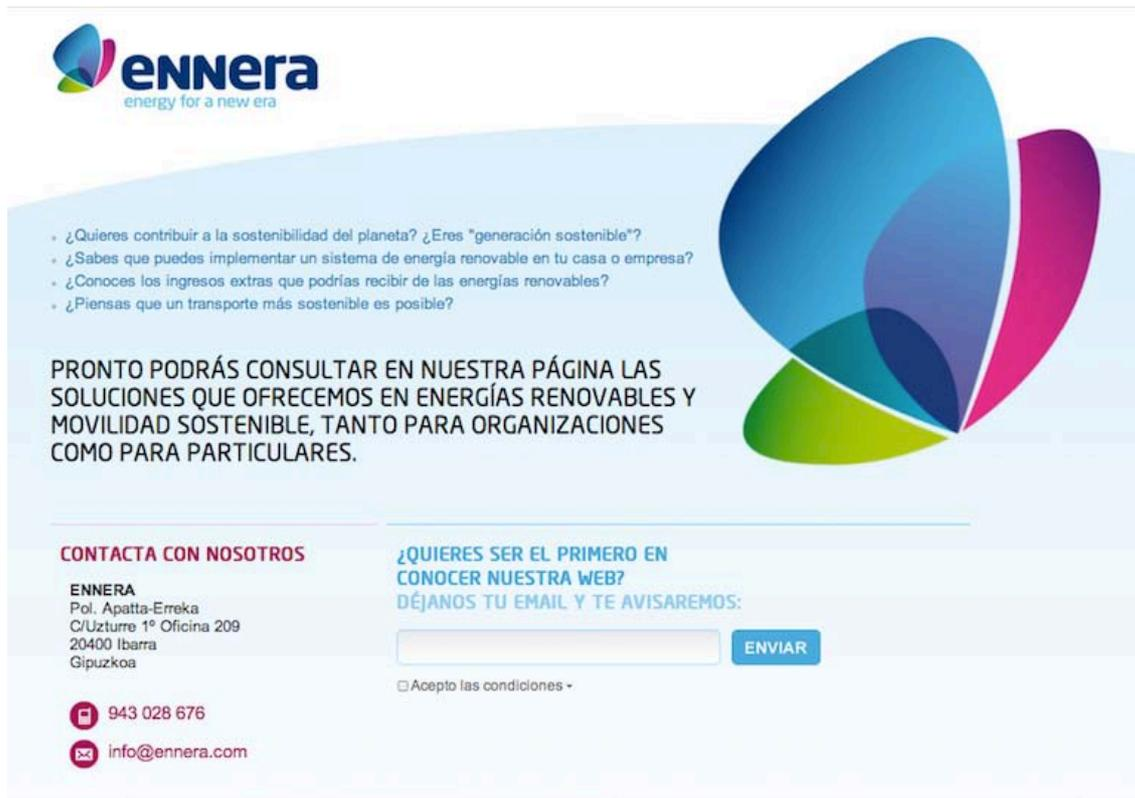 eNNera
energy for a new era
¿Quieres contribuir a la sostenibilidad del planeta? ¿Eres "generación sostenible"?
¿Sabes que puedes implementar un sistema de energía renovable en tu casa o empresa?
¿Conoces los ingresos extras que podrías recibir de las energías renovables?
¿Piensas que un transporte más sostenible es posible?
PRONTO PODRÁS CONSULTAR EN NUESTRA PÁGINA LAS
SOLUCIONES QUE OFRECEMOS EN ENERGÍAS RENOVABLES Y
MOVILIDAD SOSTENIBLE, TANTO PARA ORGANIZACIONES
COMO PARA PARTICULARES.
CONTACTA CON NOSOTROS
ENNERA
Pol. Apatta-Erreka
C/Uzturre 1º Oficina 209
20400 Ibarra
Gipuzkoa
943 028 676
info@ennera.com
¿QUIERES SER EL PRIMERO EN
CONOCER NUESTRA WEB?
DÉJANOS TU EMAIL Y TE AVISAREMOS:
ENVIAR
Acepto las condiciones